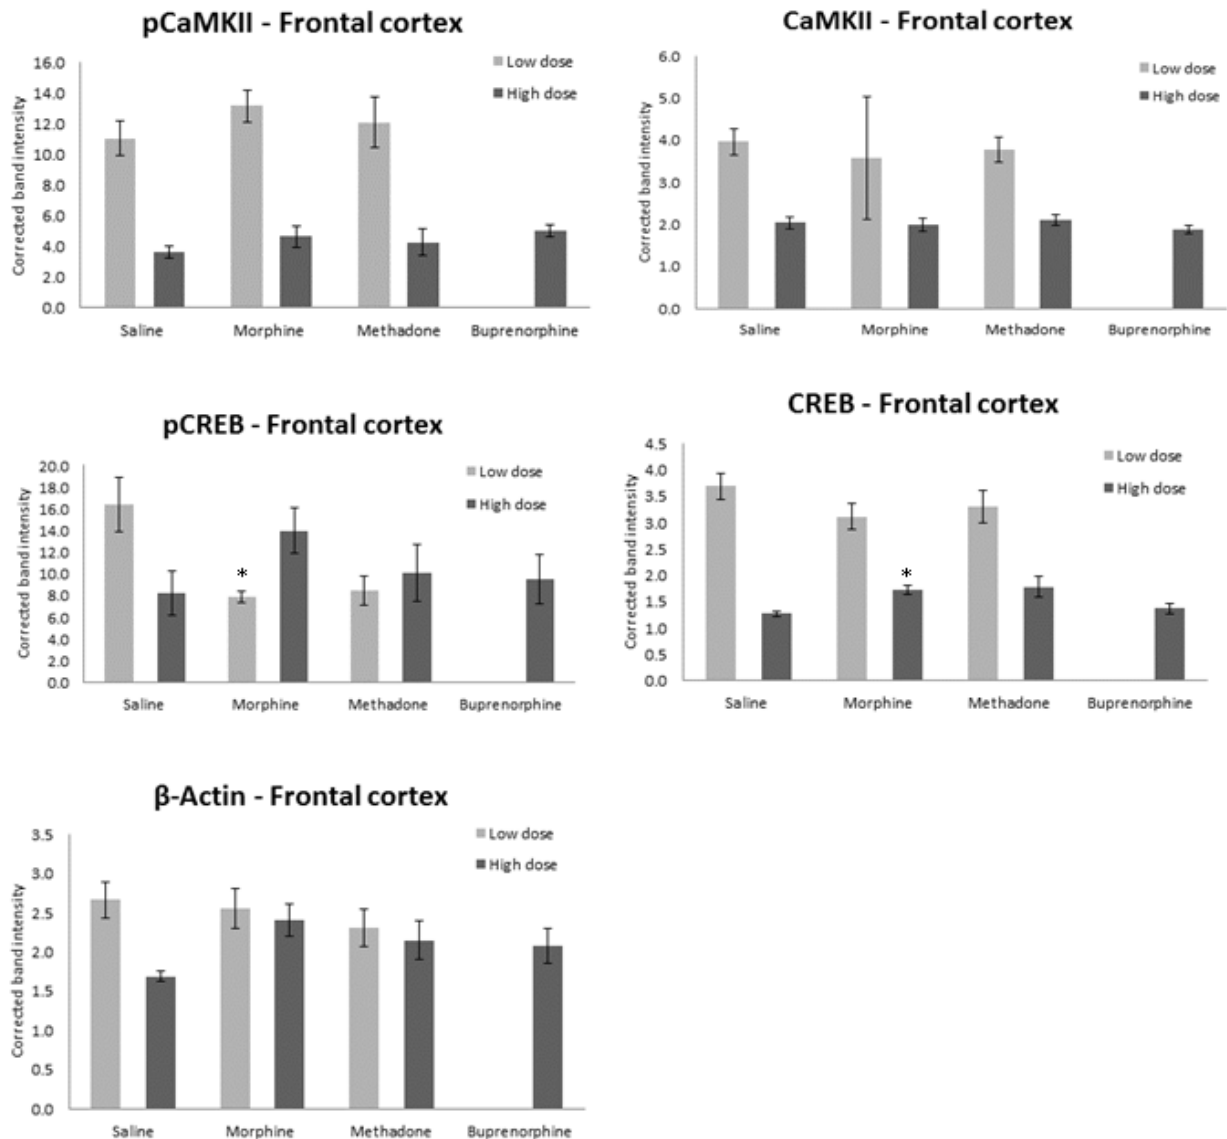 pCaMKII - Frontal cortex
Low dose
High dose
Corrected band intensity
16.0
14.0
12.0
10.0
8.0
6.0
4.0
2.0
0.0
Saline Morphine Methadone Buprenorphine
CaMKII - Frontal cortex
Low dose
High dose
Corrected band intensity
6.0
5.0
4.0
3.0
2.0
1.0
0.0
Saline Morphine Methadone Buprenorphine
pCREB - Frontal cortex
Low dose
High dose
Corrected band intensity
20.0
18.0
16.0
14.0
12.0
10.0
8.0
6.0
4.0
2.0
0.0
*
Saline Morphine Methadone Buprenorphine
CREB - Frontal cortex
Low dose
High dose
Corrected band intensity
4.5
4.0
3.5
3.0
2.5
2.0
1.5
1.0
0.5
0.0
*
Saline Morphine Methadone Buprenorphine
β-Actin - Frontal cortex
Low dose
High dose
Corrected band intensity
3.5
3.0
2.5
2.0
1.5
1.0
0.5
0.0
Saline Morphine Methadone Buprenorphine